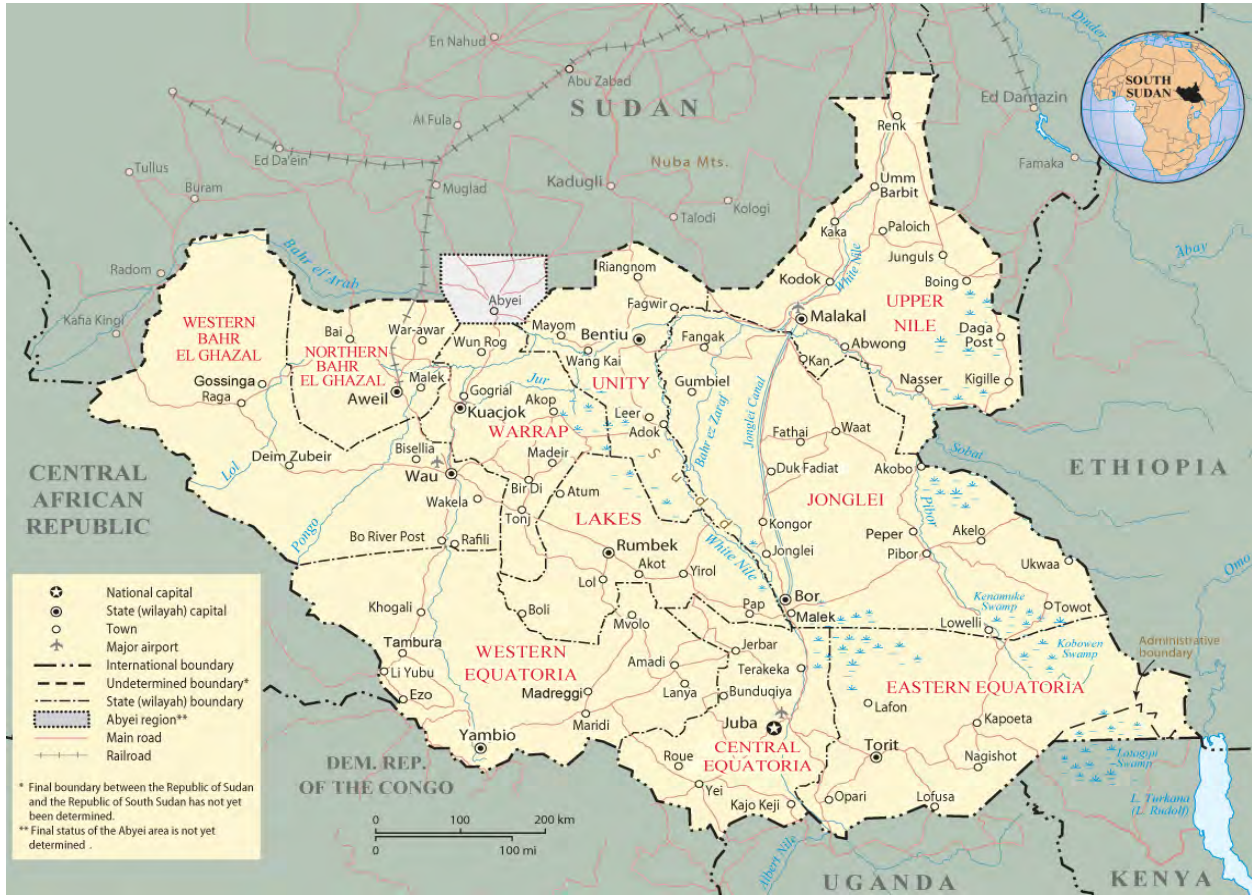 Dinder
En Nahud
Abu Zabad
SUDAN
SOUTH
SUDAN
Ed Damazin
Al Fula
Renk
Ed Da'ein
Famaka
Tullus
Nuba Mts.
Buram
Muglad
Kadugli
Umm
Barbit
Talodi
Kologi
Kaka
Paloich
Abay
Bahr el 'Arab
White Nile
Junguls
Radom
Riangnom
Kodok
Boing
UPPER
NILE
Abyei
Fagwir
Malakal
Kafia Kingi
WESTERN
BAHR
EL GHAZAL
Bai
War-awar
Mayom
Bentiu
Fangak
Daga
Post
NORTHERN
BAHR
EL GHAZAL
Wun Rog
Wang Kai
Abwong
Kan
Gossinga
Malek
Jur
UNITY
Gumbiel
Nasser
Kigille
Raga
Aweil
Gogrial
Kuacjok
Akop
Leer
Adok
Bahr ez Zaraf
Jonglei Canal
WARRAP
Fathai
Waat
Sobat
Lol
Deim Zubeir
Bisellia
Madeir
Sudd
Duk Fadiat
Akobo
ETHIOPIA
CENTRAL
AFRICAN
REPUBLIC
Wau
Bir Di
Atum
JONGLEI
Wakela
Tonj
LAKES
Pibor
Pongo
Kongor
Peper
Akelo
Bo River Post
Rafili
Rumbek
White Nile
Jonglei
Pibor
Ukwaa
Omo
Lol
Akot
Yirol
Khogali
Boli
Mvolo
Pap
Bor
Malek
Kenamuke
Swamp
Towot
Lowelli
Tambura
Kobowen
Swamp
Administrative
boundary
Li Yubu
WESTERN
EQUATORIA
Amadi
Jerbar
Terakeka
EASTERN EQUATORIA
Ezo
Madreggi
Lanya
Bunduqiya
Lafon
Maridi
Juba
Kapoeta
Yambio
CENTRAL
EQUATORIA
Torit
Nagishot
Lotagipi
Swamp
DEM. REP.
OF THE CONGO
Roue
Yei
Kajo Keji
Opari
Lofusa
L. Turkana
(L. Rudolf)
Albert Nile
UGANDA
KENYA
National capital
State (wilayah) capital
Town
Major airport
International boundary
Undetermined boundary*
State (wilayah) boundary
Abyei region**
Main road
Railroad
* Final boundary between the Republic of Sudan
and the Republic of South Sudan has not yet
been determined.
** Final status of the Abyei area is not yet
determined .
0 100 200 km
0 100 mi